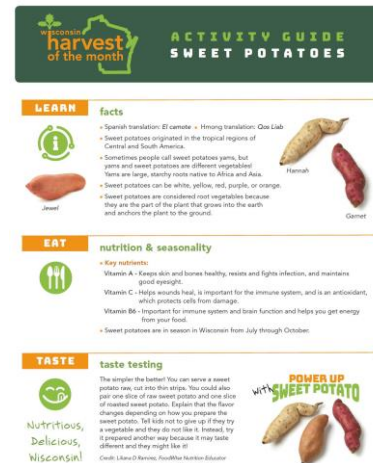 wisconsin
harvest
of the month
ACTIVITY GUIDE
SWEET POTATOES
LEARN
facts
» Spanish translation: El camote » Hmong translation: Qos Liab
» Sweet potatoes originated in the tropical regions of
Central and South America.
» Sometimes people call sweet potatoes yams, but
yams and sweet potatoes are different vegetables!
Yams are large, starchy roots native to Africa and Asia.
» Sweet potatoes can be white, yellow, red, purple, or orange.
» Sweet potatoes are considered root vegetables because
they are the part of the plant that grows into the earth
and anchors the plant to the ground.
Jewel
Hannah
Garnet
EAT
nutrition & seasonality
» Key nutrients:
Vitamin A - Keeps skin and bones healthy, resists and fights infection, and maintains
good eyesight.
Vitamin C - Helps wounds heal, is important for the immune system, and is an antioxidant,
which protects cells from damage.
Vitamin B6 - Important for immune system and brain function and helps you get energy
from your food.
» Sweet potatoes are in season in Wisconsin from July through October.
TASTE
taste testing
The simpler the better! You can serve a sweet
potato raw, cut into thin strips. You could also
pair one slice of raw sweet potato and one slice
of roasted sweet potato. Explain that the flavor
changes depending on how you prepare the
sweet potato. Tell kids not to give up if they try
a vegetable and they do not like it. Instead, try
it prepared another way because it may taste
different and they might like it!
Credit: Liliana D Ramirez, FoodWIse Nutrition Educator
Nutritious,
Delicious,
Wisconsin!
POWER UP
with SWEET POTATO